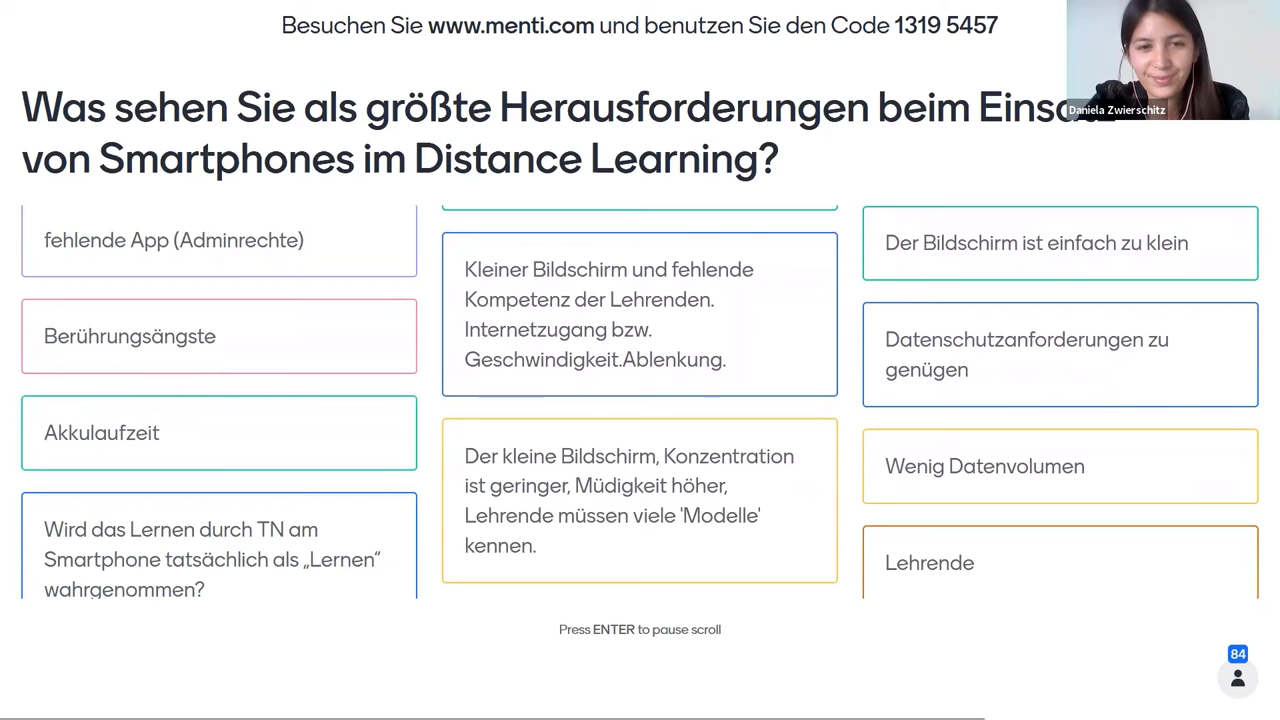 Besuchen Sie www.menti.com und benutzen Sie den Code 1319 5457
Daniela Zwierschitz
Was sehen Sie als größte Herausforderungen beim Einsatz
von Smartphones im Distance Learning?
fehlende App (Adminrechte)
Berührungsängste
Akkulaufzeit
Wird das Lernen durch TN am
Smartphone tatsächlich als „Lernen“
wahrgenommen?
Kleiner Bildschirm und fehlende
Kompetenz der Lehrenden.
Internetzugang bzw.
Geschwindigkeit.Ablenkung.
Der kleine Bildschirm, Konzentration
ist geringer, Müdigkeit höher,
Lehrende müssen viele 'Modelle'
kennen.
Der Bildschirm ist einfach zu klein
Datenschutzanforderungen zu
genügen
Wenig Datenvolumen
Lehrende
Press ENTER to pause scroll
84